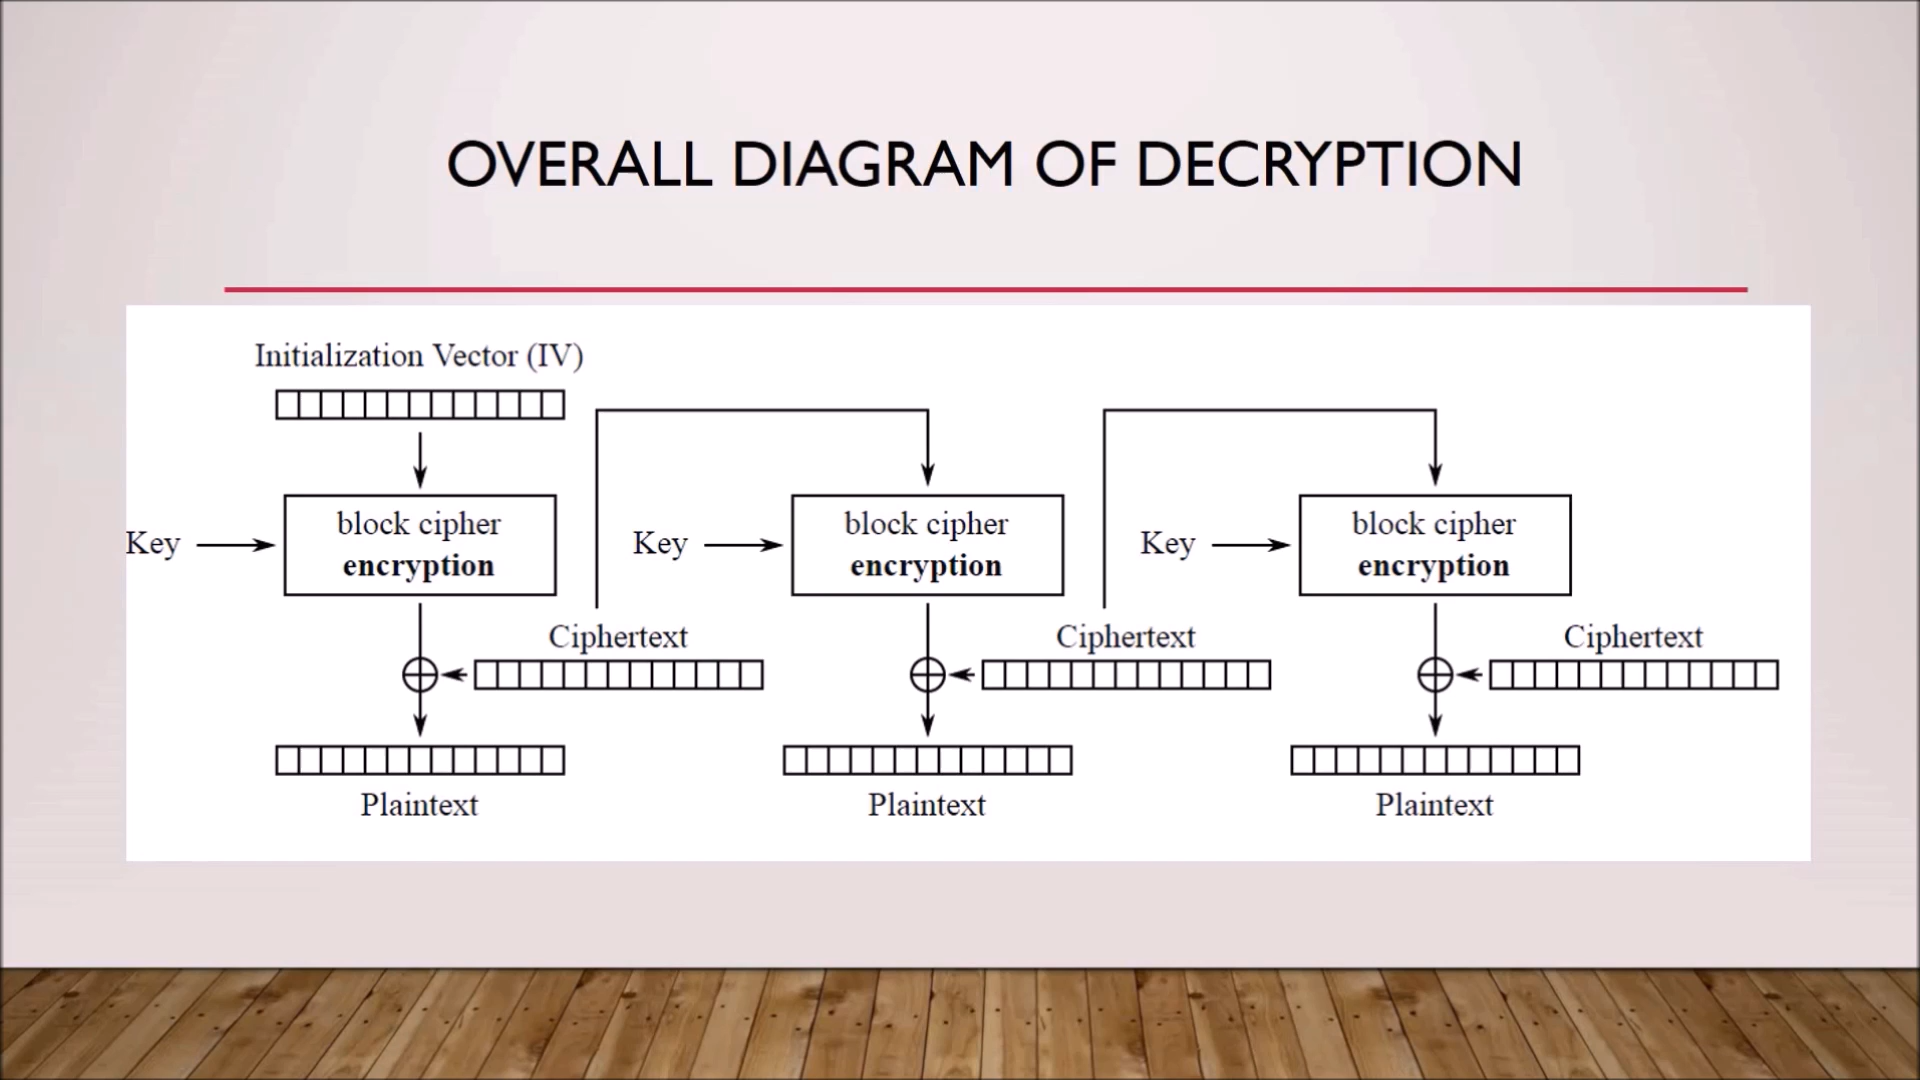 OVERALL DIAGRAM OF DECRYPTION
Initialization Vector (IV)
Key
block cipher
encryption
Key
block cipher
encryption
Key
block cipher
encryption
Ciphertext
Ciphertext
Ciphertext
Plaintext
Plaintext
Plaintext